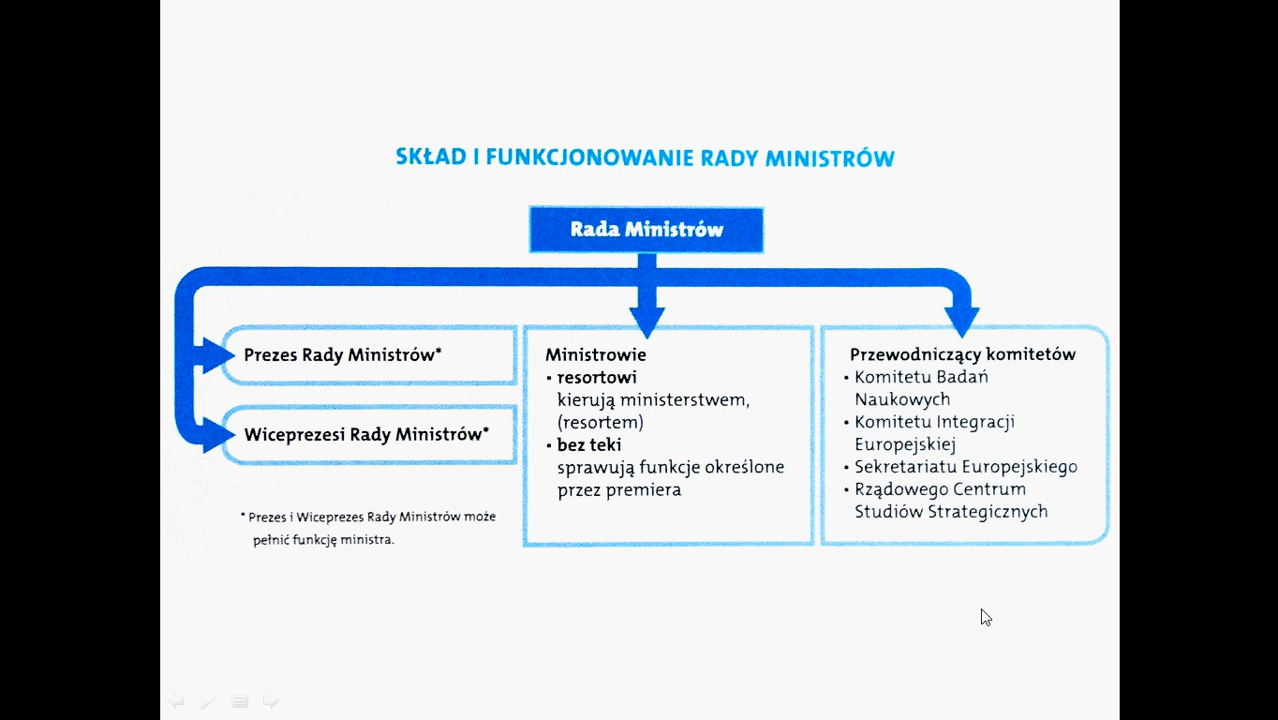 SKŁAD I FUNKCJONOWANIE RADY MINISTRÓW
Rada Ministrów
Prezes Rady Ministrów*
Wiceprezesi Rady Ministrów*
* Prezes i Wiceprezes Rady Ministrów może
pełnić funkcję ministra.
Ministrowie
• resortowi
kierują ministerstwem,
(resortem)
• bez teki
sprawują funkcje określone
przez premiera
Przewodniczący komitetów
• Komitetu Badań
Naukowych
• Komitetu Integracji
Europejskiej
• Sekretariatu Europejskiego
• Rządowego Centrum
Studiów Strategicznych